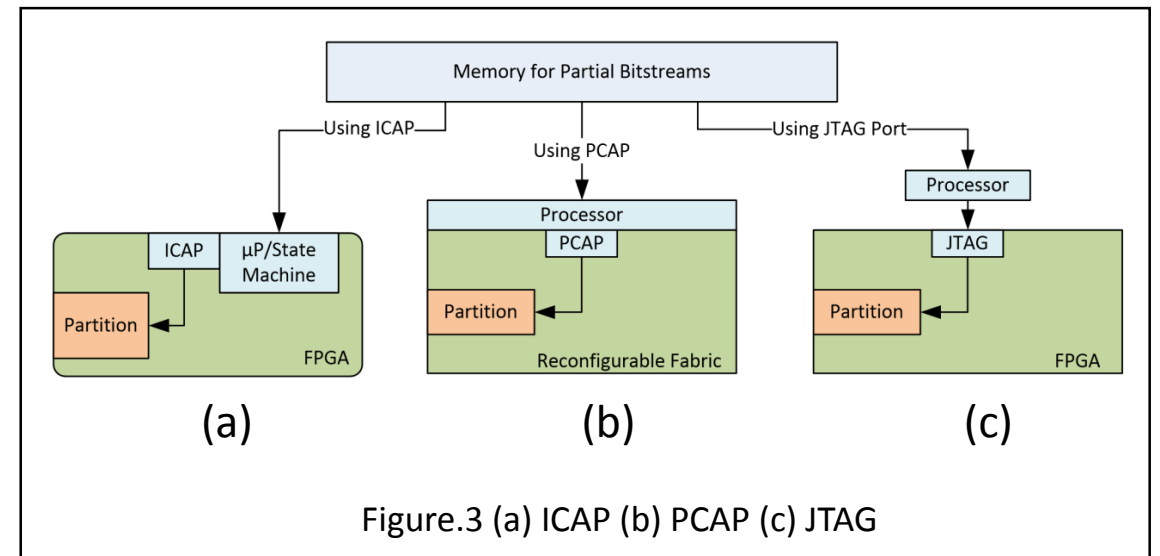 Memory for Partial Bitstreams
Using ICAP
Using PCAP
Using JTAG Port
ICAP
µP/State
Machine
Partition
FPGA
(a)
Processor
PCAP
Partition
Reconfigurable Fabric
(b)
Processor
JTAG
Partition
FPGA
(c)
Figure.3 (a) ICAP (b) PCAP (c) JTAG